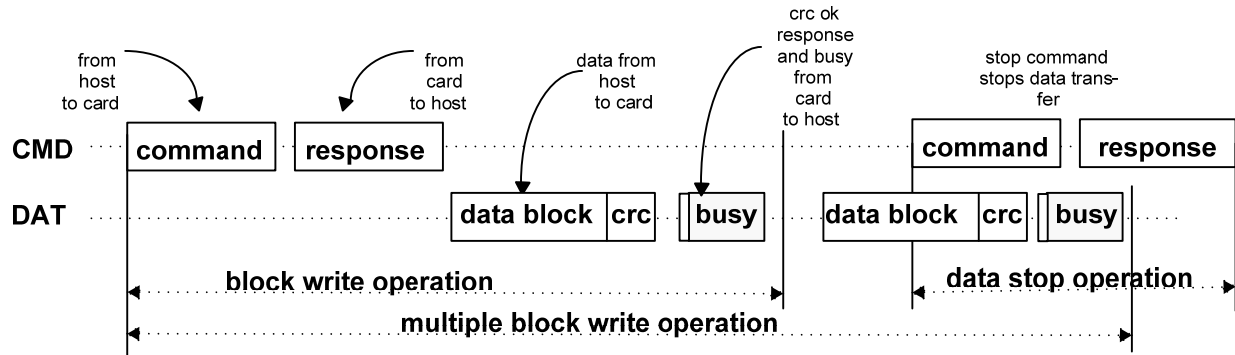 from
host
to card
from
card
to host
data from
host
to card
crc ok
response
and busy
from
card
to host
stop command
stops data trans-
fer
CMD
command
response
command
response
DAT
data block
crc
busy
data block
crc
busy
block write operation
data stop operation
multiple block write operation